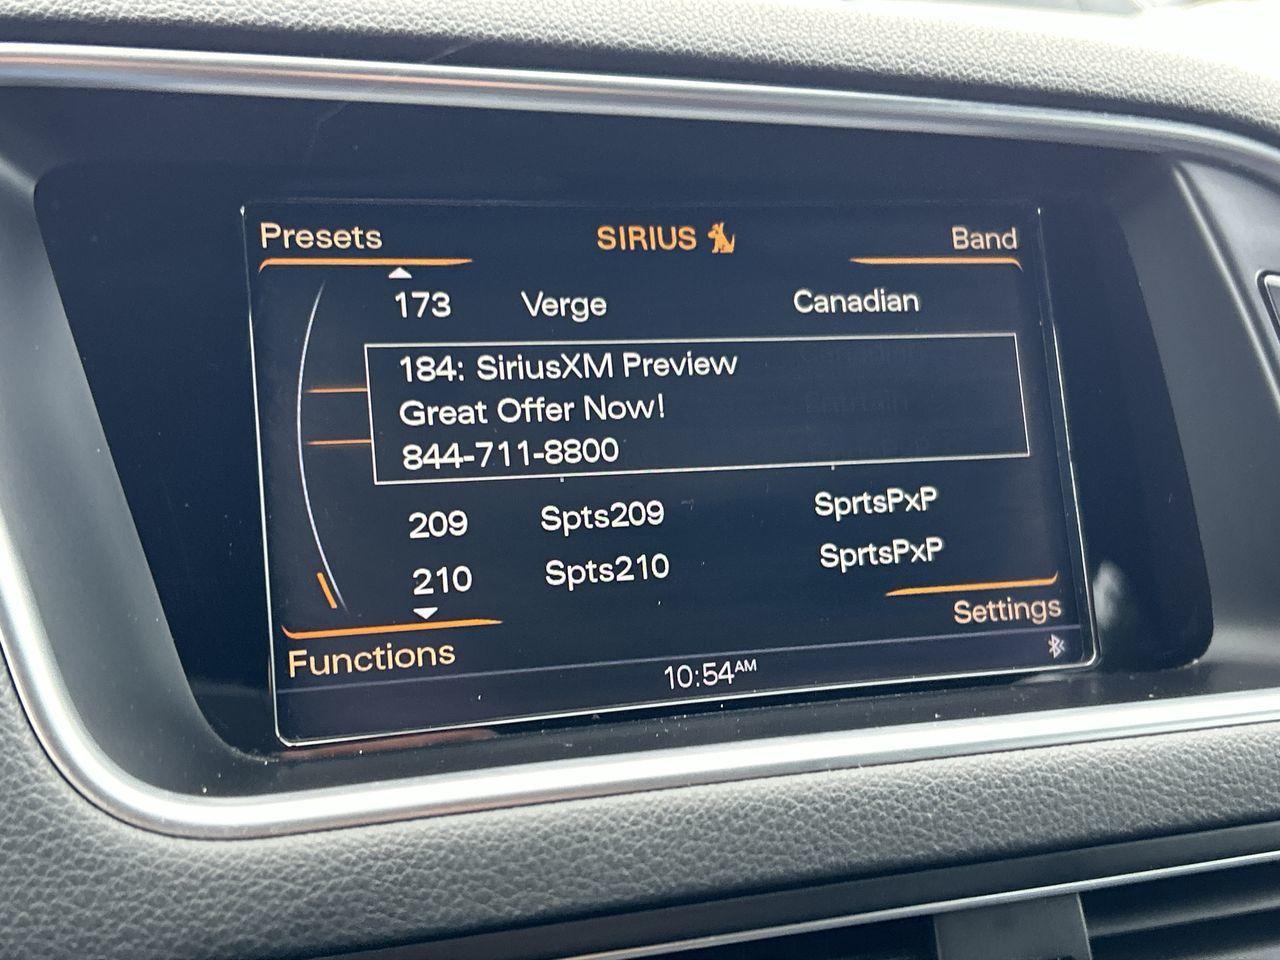 Presets SIRIUS Band
173 Verge Canadian
184: SiriusXM Preview
Great Offer Now!
844-711-8800
209 Spts209 SprtsPxP
210 Spts210 SprtsPxP
Settings
Functions
10:54AM